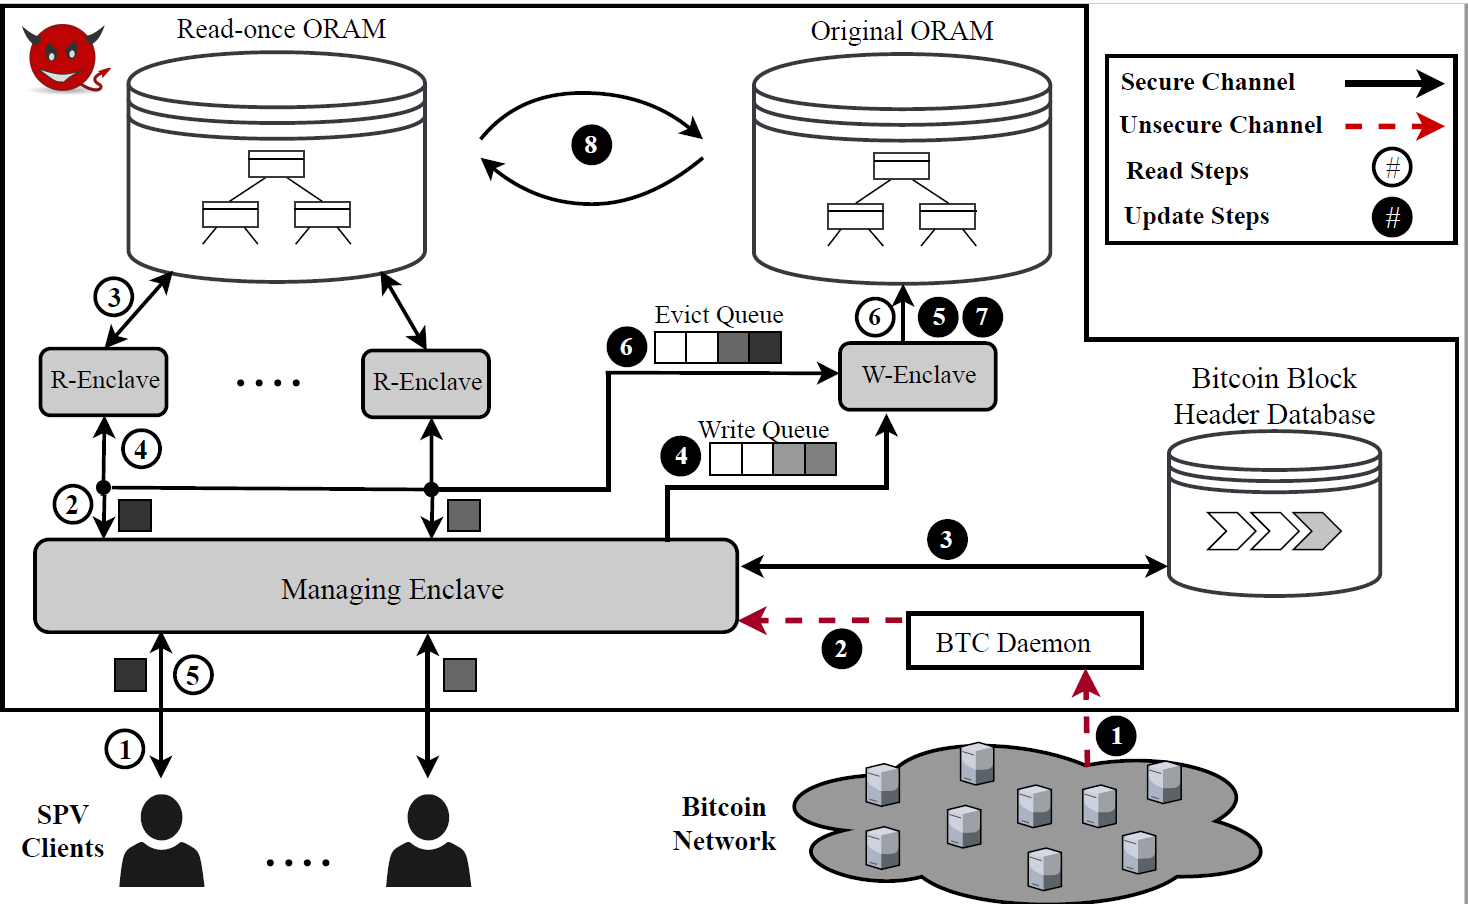 Read-once ORAM
Original ORAM
Secure Channel
Unsecure Channel
Read Steps #
Update Steps #
8
3
Evict Queue
6
6 5 7
R-Enclave
. . . .
R-Enclave
W-Enclave
Bitcoin Block
Header Database
4
Write Queue
4
2
3
Managing Enclave
2
BTC Daemon
5
1
1
SPV
Clients
. . . .
Bitcoin
Network